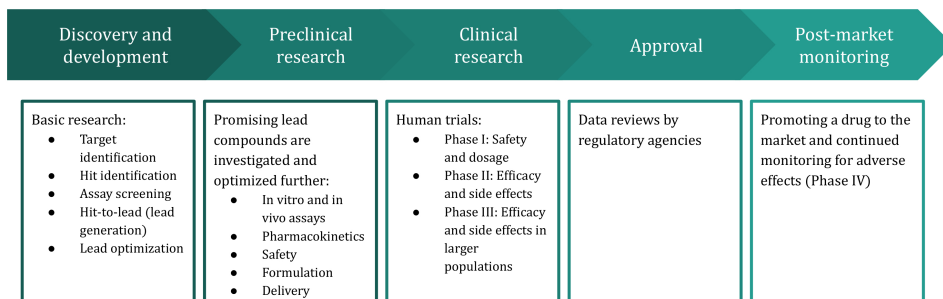 Discovery and
development
Preclinical
research
Clinical
research
Approval
Post-market
monitoring
Basic research:
● Target
identification
● Hit identification
● Assay screening
● Hit-to-lead (lead
generation)
● Lead optimization
Promising lead
compounds are
investigated and
optimized further:
● In vitro and in
vivo assays
● Pharmacokinetics
● Safety
● Formulation
● Delivery
Human trials:
● Phase I: Safety
and dosage
● Phase II: Efficacy
and side effects
● Phase III: Efficacy
and side effects in
larger
populations
Data reviews by
regulatory agencies
Promoting a drug to the
market and continued
monitoring for adverse
effects (Phase IV)